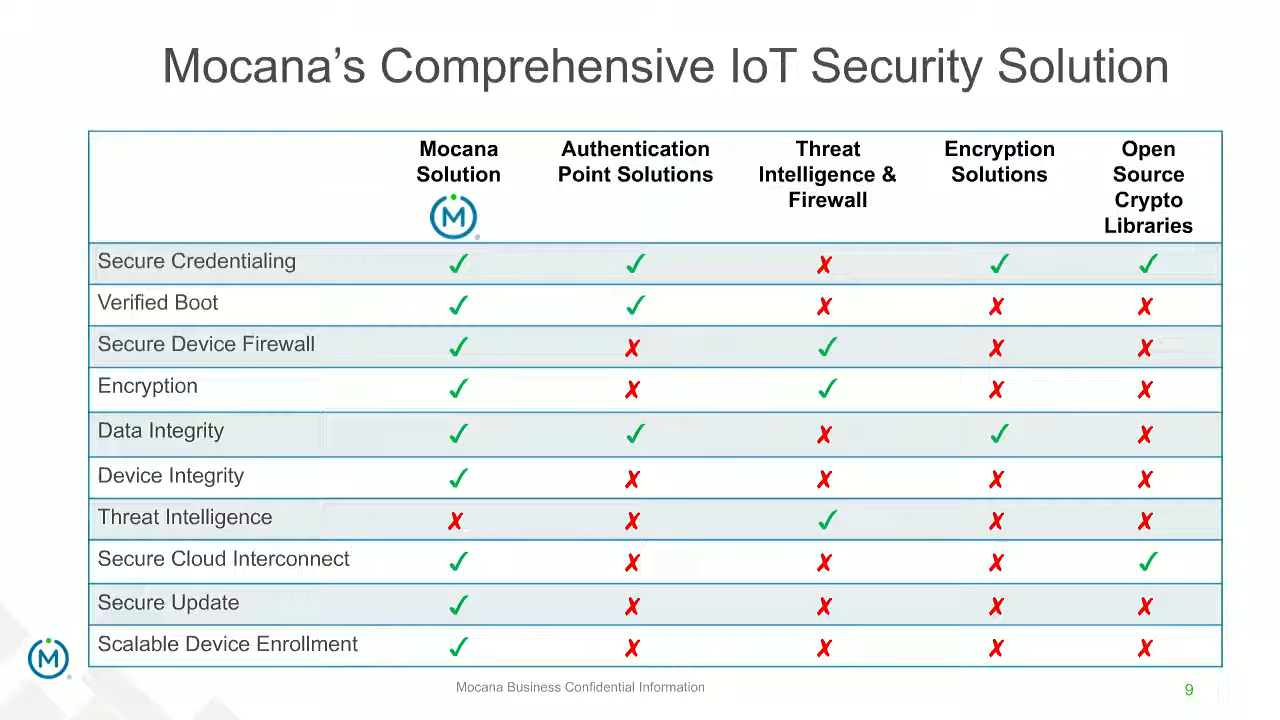 Mocana’s Comprehensive IoT Security Solution
Mocana Solution Authentication Point Solutions Threat Intelligence & Firewall Encryption Solutions Open Source Crypto Libraries
M
Secure Credentialing ✓ ✓ ✗ ✓ ✓
Verified Boot ✓ ✓ ✗ ✗ ✗
Secure Device Firewall ✓ ✗ ✓ ✗ ✗
Encryption ✓ ✗ ✓ ✗ ✗
Data Integrity ✓ ✓ ✗ ✓ ✗
Device Integrity ✓ ✗ ✗ ✗ ✗
Threat Intelligence ✗ ✗ ✓ ✗ ✗
Secure Cloud Interconnect ✓ ✗ ✗ ✗ ✓
Secure Update ✓ ✗ ✗ ✗ ✗
Scalable Device Enrollment ✓ ✗ ✗ ✗ ✗
M
Mocana Business Confidential Information
9